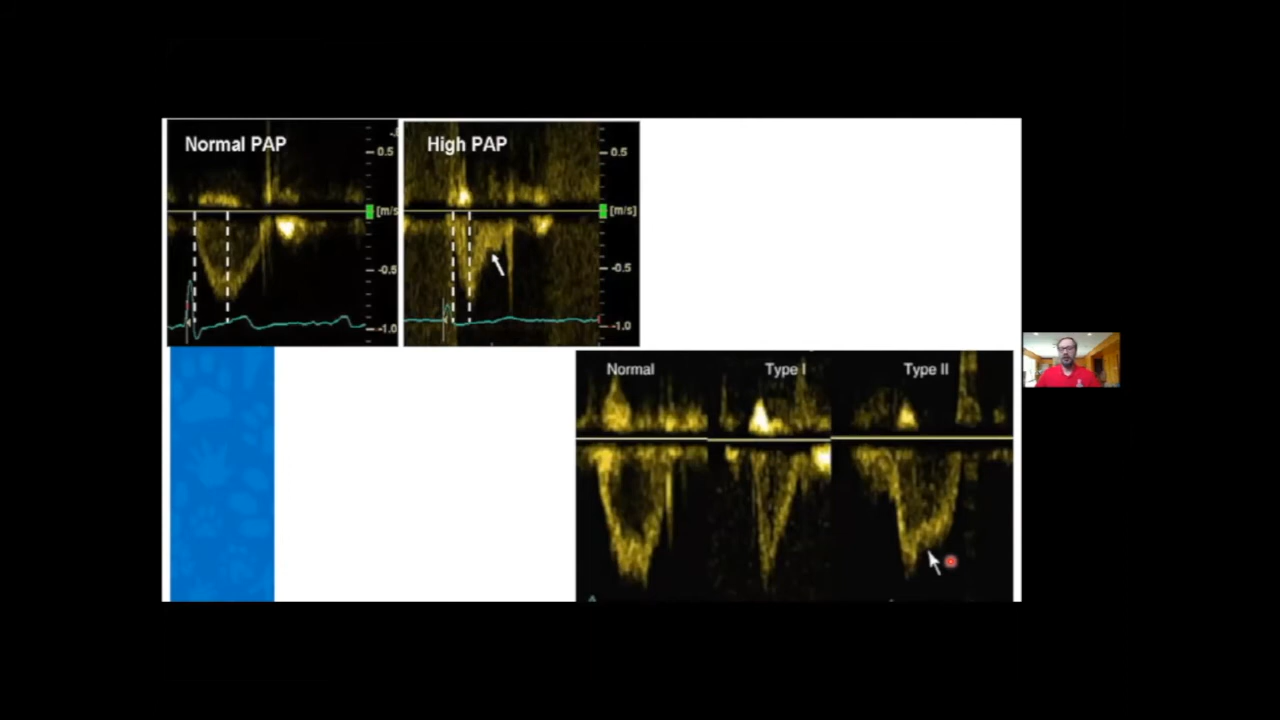 Normal PAP
0.5
[m/s
-0.5
-1.0
High PAP
0.5
[m/s]
-0.5
-1.0
Normal
Type I
Type II